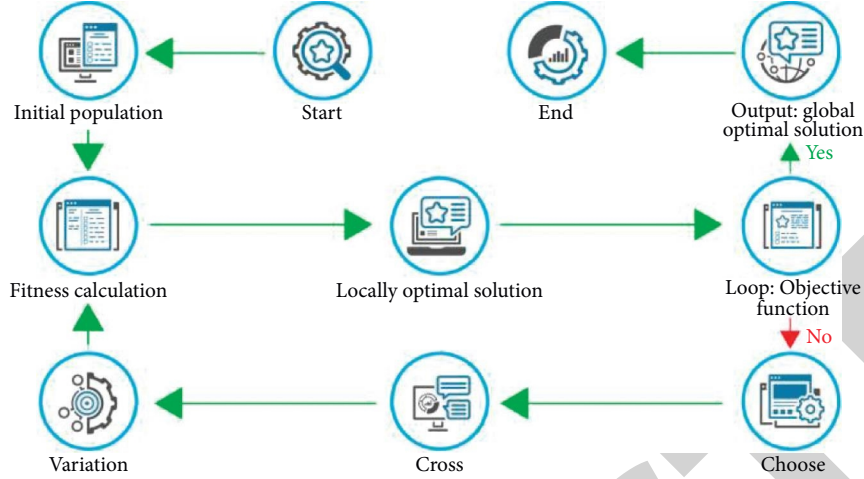 Initial population
Start
End
Output: global
optimal solution
Yes
Fitness calculation
Locally optimal solution
Loop: Objective
function
No
Variation
Cross
Choose